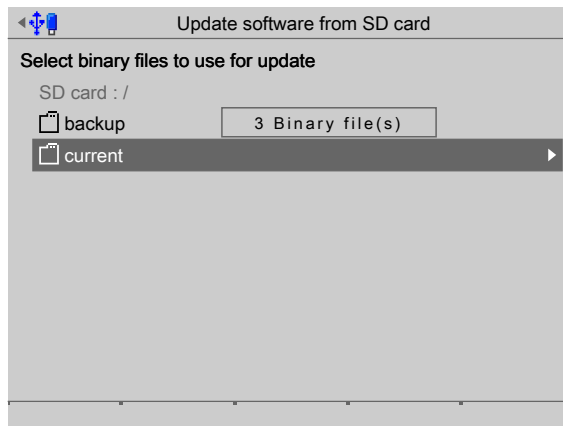 Update software from SD card
Select binary files to use for update
SD card : /
backup 3 Binary file(s)
current